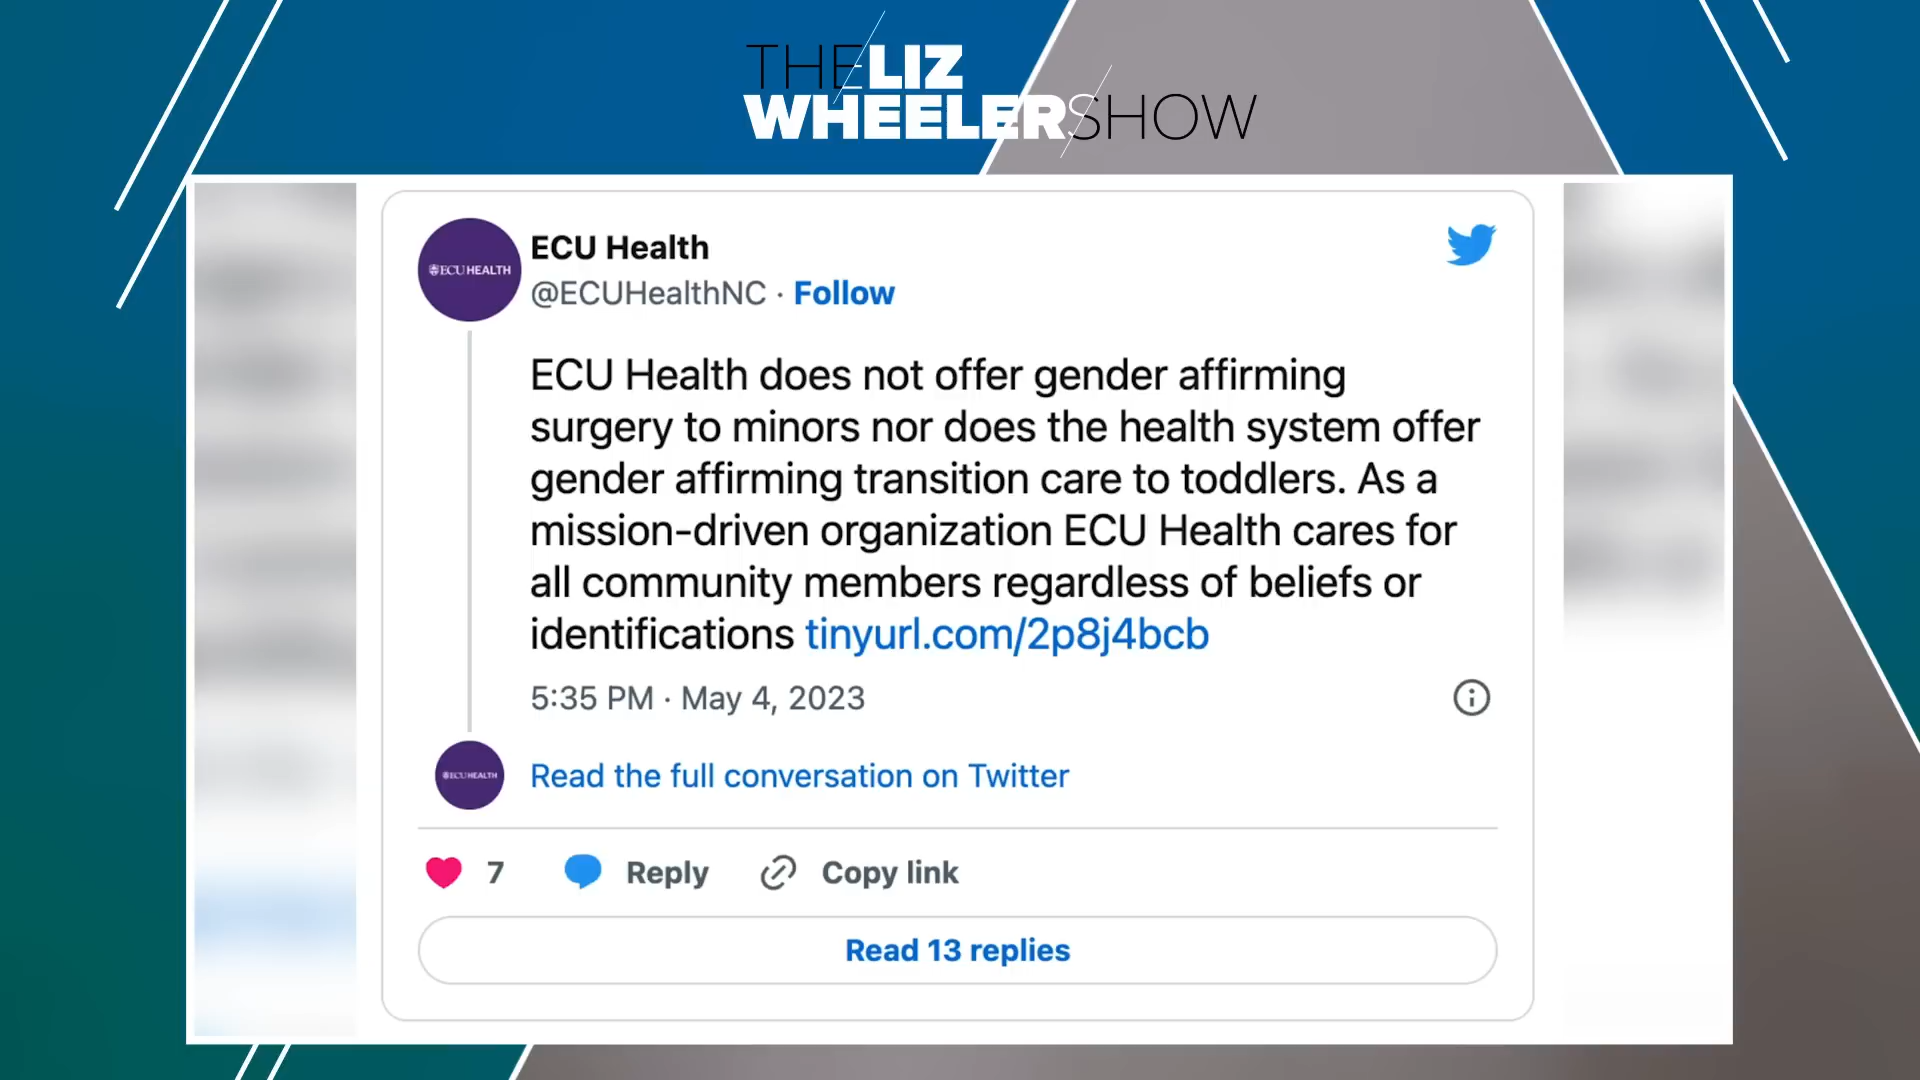 THE LIZ
WHEELER SHOW
ECU HEALTH
ECU Health
@ECUHealthNC · Follow
ECU Health does not offer gender affirming
surgery to minors nor does the health system offer
gender affirming transition care to toddlers. As a
mission-driven organization ECU Health cares for
all community members regardless of beliefs or
identifications tinyurl.com/2p8j4bcb
5:35 PM · May 4, 2023
ECU HEALTH
Read the full conversation on Twitter
7 Reply Copy link
Read 13 replies